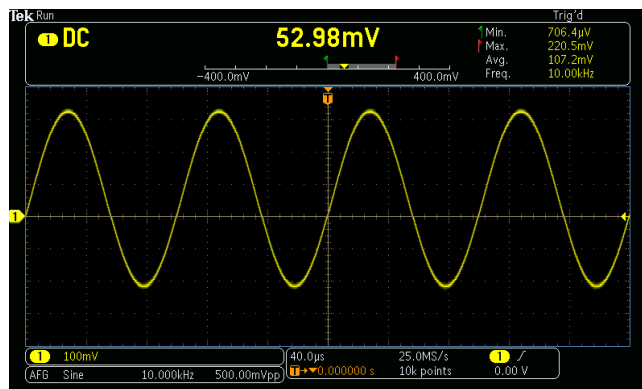 Tek Run Trig'd
1 DC 52.98mV
Min. 706.4µV
Max. 220.5mV
Avg. 107.2mV
Freq. 10.00kHz
-400.0mV 400.0mV
T
1
1 100mV
40.0µs 25.0MS/s 1
T→▼0.000000 s 10k points 0.00 V
AFG Sine 10.000kHz 500.00mVpp